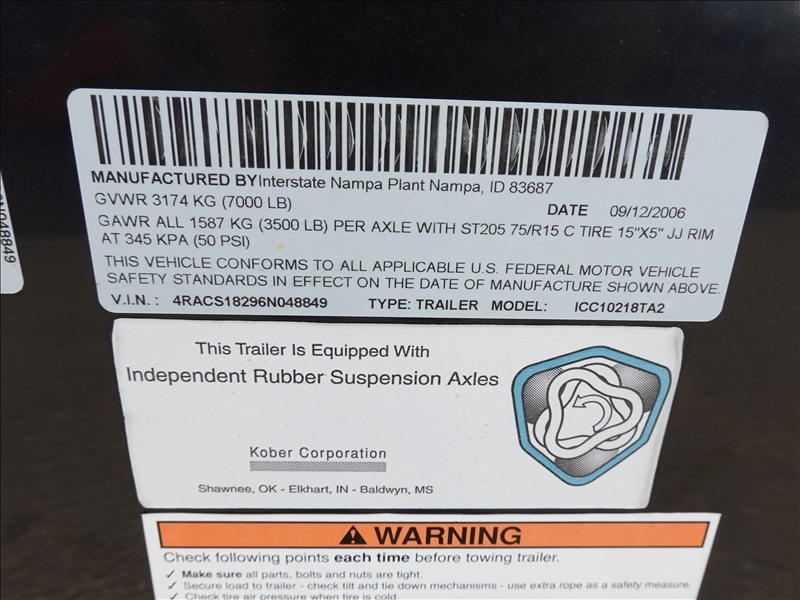 MANUFACTURED BY Interstate Nampa Plant Nampa, ID 83687
GVWR 3174 KG (7000 LB)
DATE 09/12/2006
GAWR ALL 1587 KG (3500 LB) PER AXLE WITH ST205 75/R15 C TIRE 15"X5" JJ RIM
AT 345 KPA (50 PSI)
THIS VEHICLE CONFORMS TO ALL APPLICABLE U.S. FEDERAL MOTOR VEHICLE
SAFETY STANDARDS IN EFFECT ON THE DATE OF MANUFACTURE SHOWN ABOVE.
V.I.N. : 4RACS18296N048849 TYPE: TRAILER MODEL: ICC10218TA2
This Trailer Is Equipped With
Independent Rubber Suspension Axles
Kober Corporation
Shawnee, OK - Elkhart, IN - Baldwyn, MS
WARNING
Check following points each time before towing trailer.
✓ Make sure all parts, bolts and nuts are tight.
✓ Secure load to trailer - check tilt and tie down mechanisms - use extra rope as a safety measure.
✓ Check tire air pressure when tire is cold.